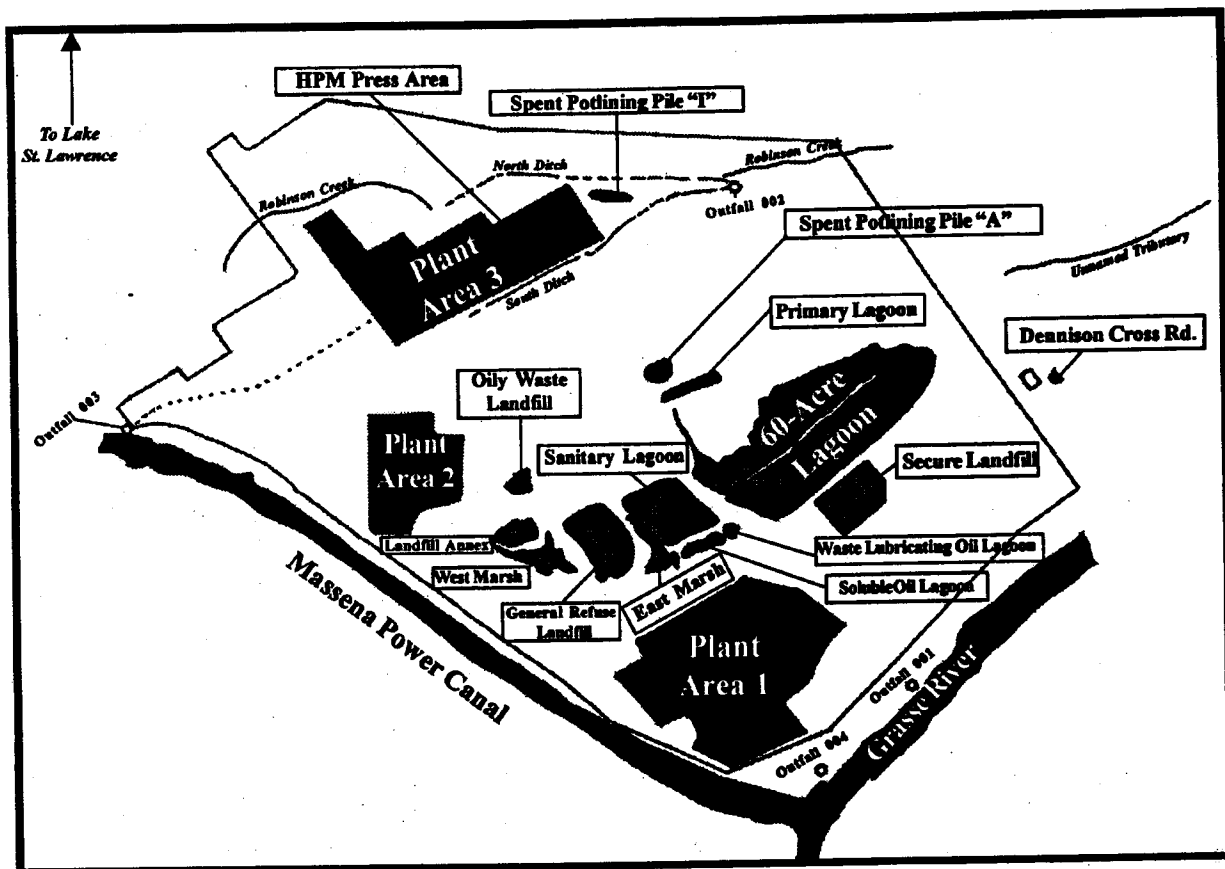 To Lake
St. Lawrence
HPM Press Area
Spent Potlining Pile "I"
North Ditch
Robinson Creek
Robinson Creek
Outfall 002
Plant
Area 3
South Ditch
Spent Potlining Pile "A"
Unnamed Tributary
Primary Lagoon
Dennison Cross Rd.
Oily Waste
Landfill
Outfall 003
60-Acre
Lagoon
Plant
Area 2
Sanitary Lagoon
Secure Landfill
Landfill Annex
West Marsh
General Refuse
Landfill
East Marsh
Waste Lubricating Oil Lagoon
Soluble Oil Lagoon
Massena Power Canal
Plant
Area 1
Outfall 001
Outfall 004
Grasse River